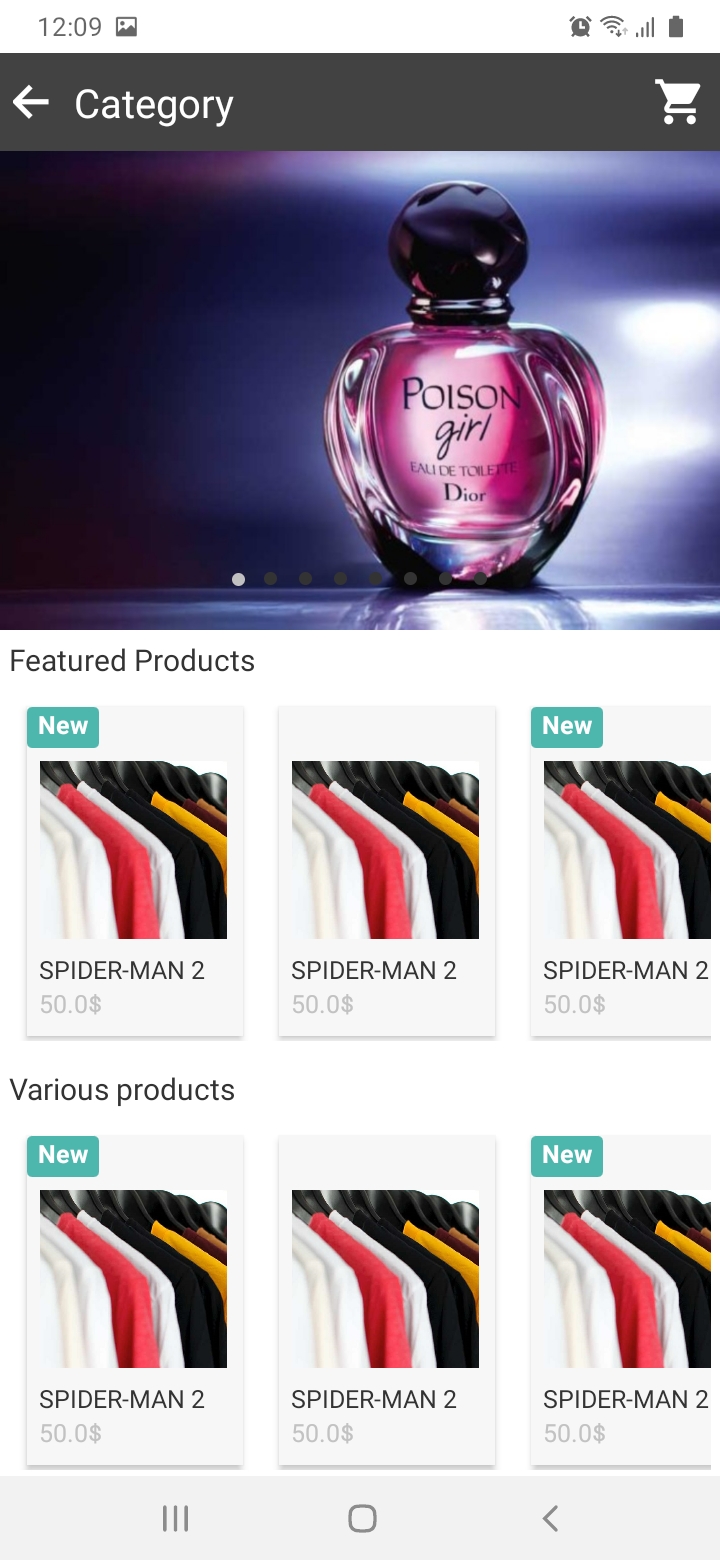 12:09
Category
POISON
girl
EAU DE TOILETTE
Dior
Featured Products
New
New
SPIDER-MAN 2
SPIDER-MAN 2
SPIDER-MAN 2
50.0$
50.0$
50.0$
Various products
New
New
SPIDER-MAN 2
SPIDER-MAN 2
SPIDER-MAN 2
50.0$
50.0$
50.0$